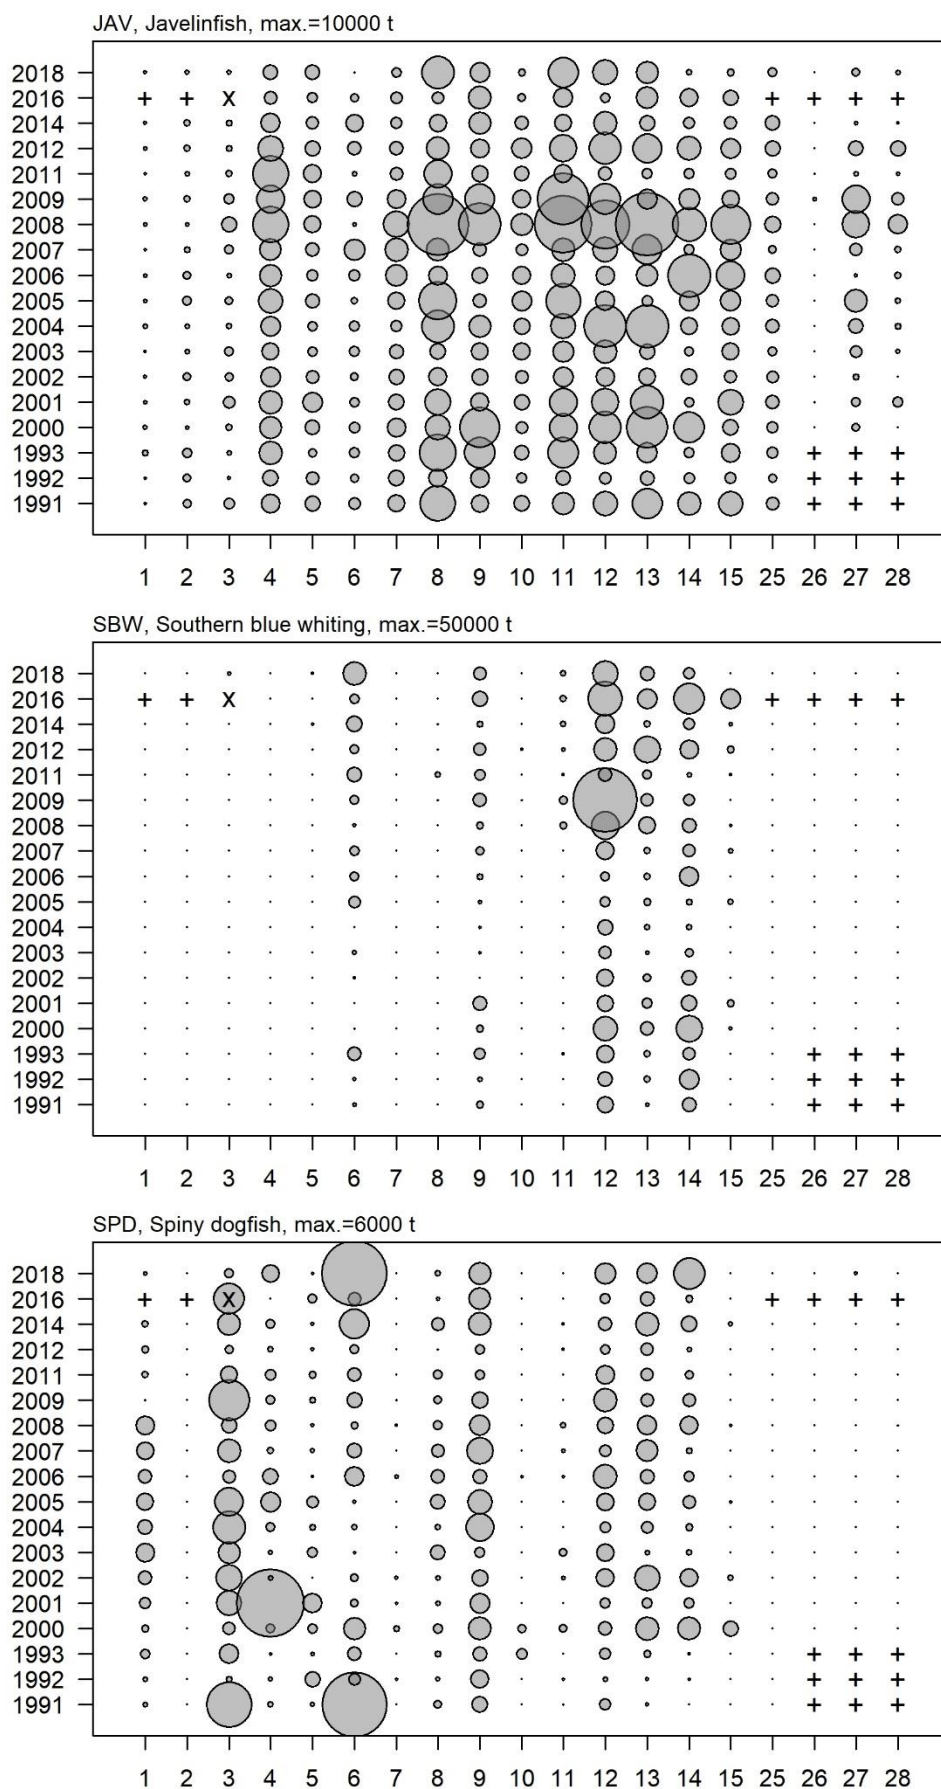 JAV, Javelinfish, max.=10000 t
2018
2016 + + x + + + +
2014
2012
2011
2009
2008
2007
2006
2005
2004
2003
2002
2001
2000
1993 + + +
1992 + + +
1991 + + +
1 2 3 4 5 6 7 8 9 10 11 12 13 14 15 25 26 27 28
SBW, Southern blue whiting, max.=50000 t
2018
2016 + + x + + + +
2014
2012
2011
2009
2008
2007
2006
2005
2004
2003
2002
2001
2000
1993 + + +
1992 + + +
1991 + + +
1 2 3 4 5 6 7 8 9 10 11 12 13 14 15 25 26 27 28
SPD, Spiny dogfish, max.=6000 t
2018
2016 + + x + + + +
2014
2012
2011
2009
2008
2007
2006
2005
2004
2003
2002
2001
2000
1993 + + +
1992 + + +
1991 + + +
1 2 3 4 5 6 7 8 9 10 11 12 13 14 15 25 26 27 28